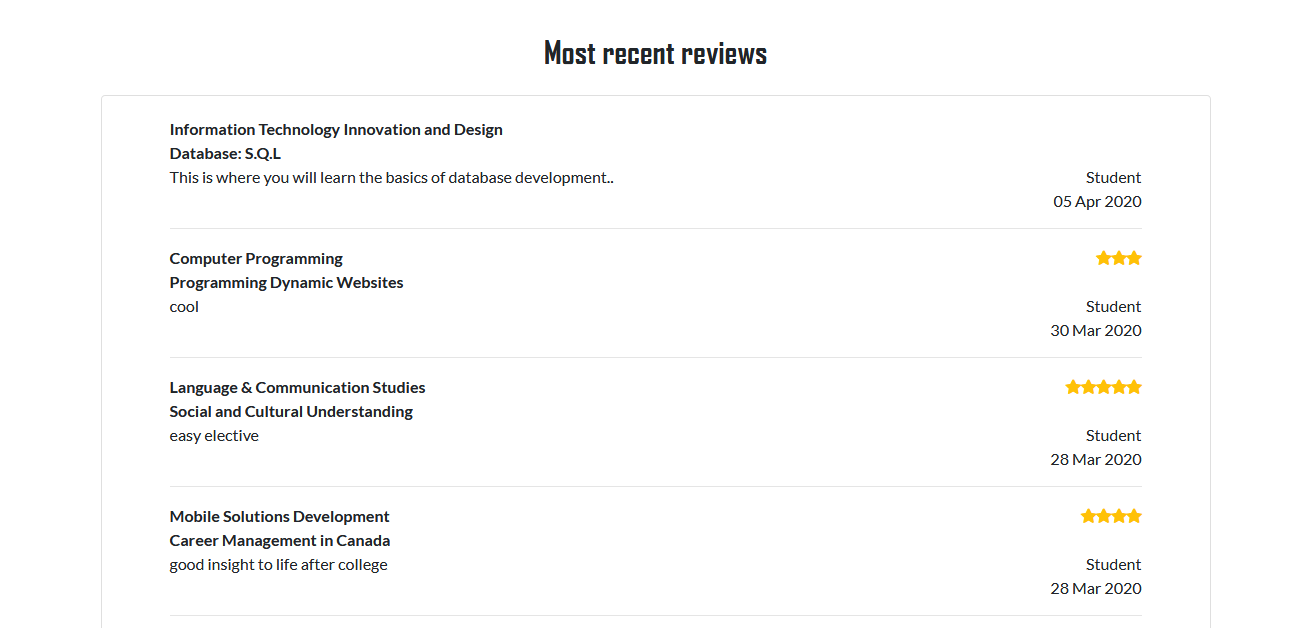 Most recent reviews
Information Technology Innovation and Design
Database: S.Q.L
This is where you will learn the basics of database development..
Student
05 Apr 2020
Computer Programming
Programming Dynamic Websites
cool
Student
30 Mar 2020
Language & Communication Studies
Social and Cultural Understanding
easy elective
Student
28 Mar 2020
Mobile Solutions Development
Career Management in Canada
good insight to life after college
Student
28 Mar 2020